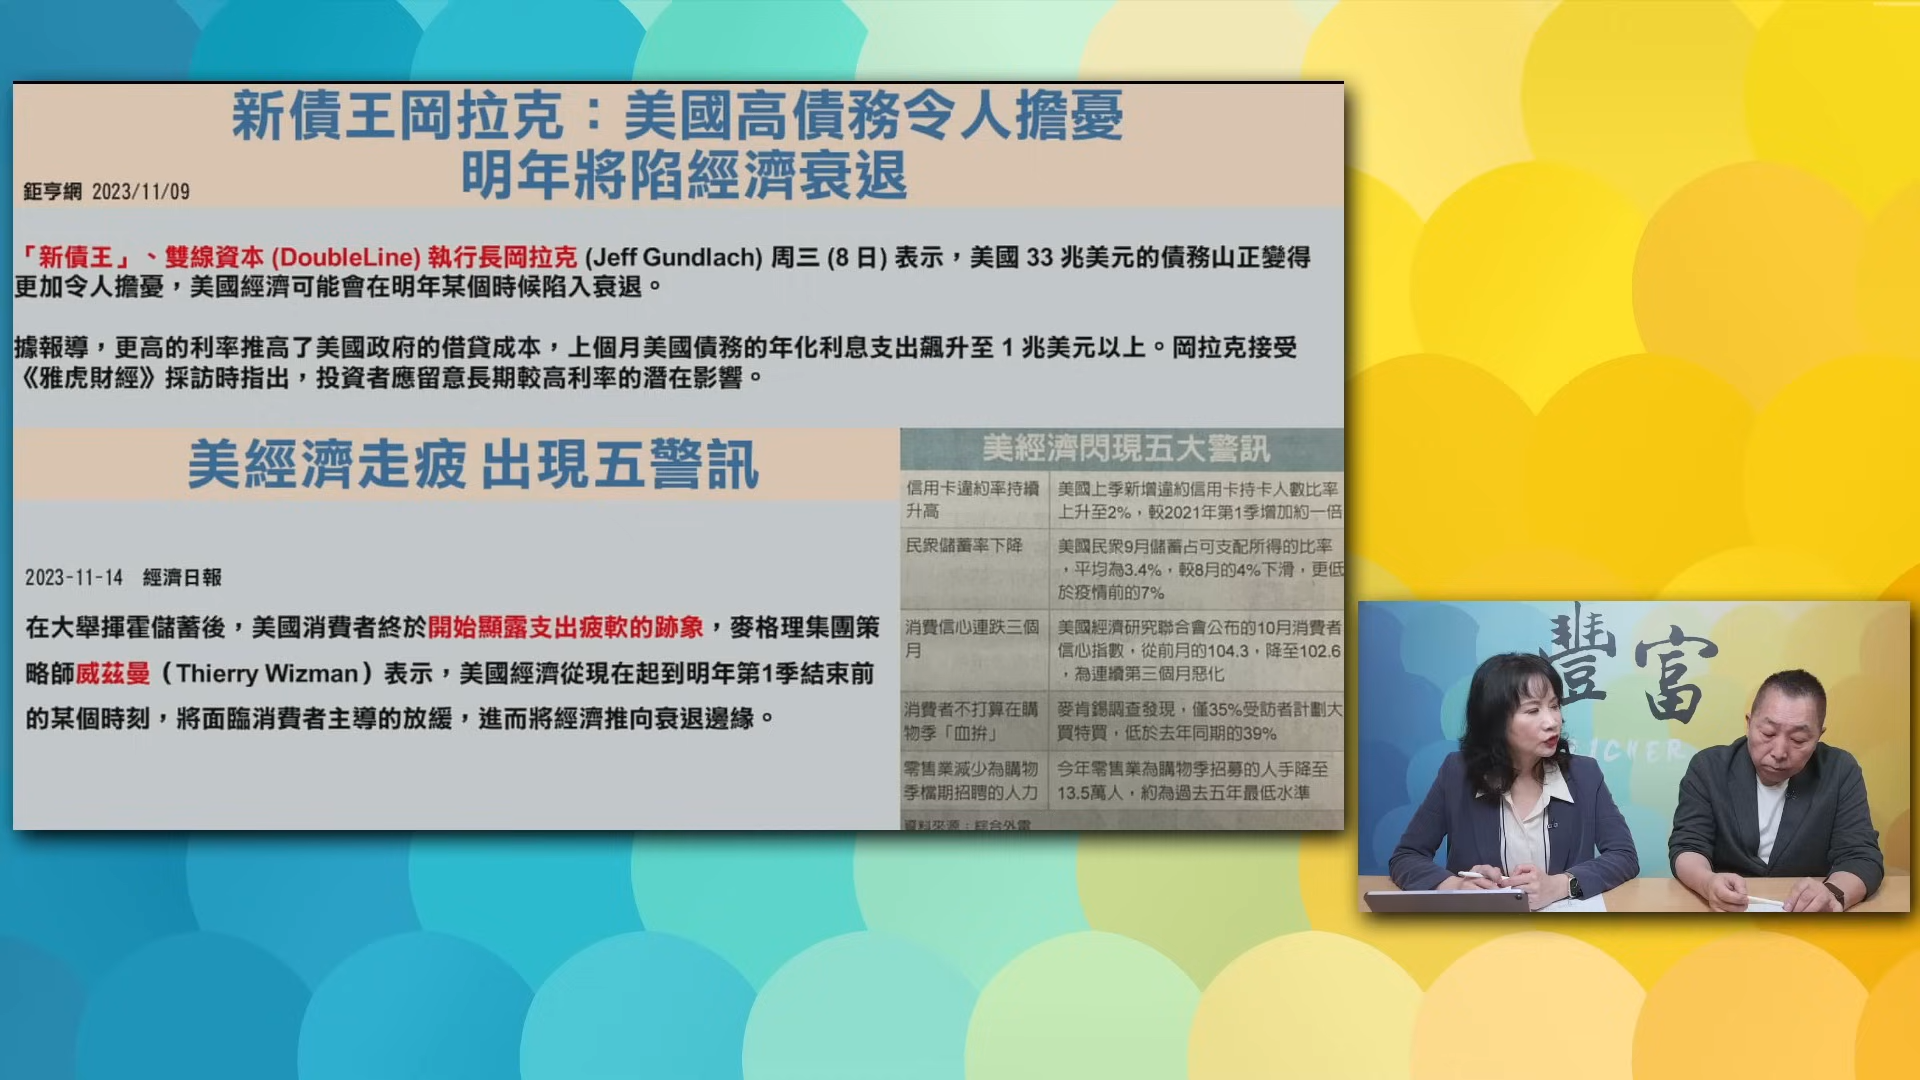 新債王岡拉克：美國高債務令人擔憂
明年將陷經濟衰退
鉅亨網 2023/11/09
「新債王」、雙線資本 (DoubleLine) 執行長岡拉克 (Jeff Gundlach) 周三 (8 日) 表示，美國 33 兆美元的債務山正變得
更加令人擔憂，美國經濟可能會在明年某個時候陷入衰退。
據報導，更高的利率推高了美國政府的借貸成本，上個月美國債務的年化利息支出飆升至 1 兆美元以上。岡拉克接受
《雅虎財經》採訪時指出，投資者應留意長期較高利率的潛在影響。
美經濟走疲 出現五警訊
2023-11-14 經濟日報
在大舉揮霍儲蓄後，美國消費者終於開始顯露支出疲軟的跡象，麥格理集團策
略師威茲曼（Thierry Wizman）表示，美國經濟從現在起到明年第1季結束前
的某個時刻，將面臨消費者主導的放緩，進而將經濟推向衰退邊緣。
美經濟閃現五大警訊
信用卡違約率持續
升高
美國上季新增違約信用卡持卡人數比率
上升至2%，較2021年第1季增加約一倍
民眾儲蓄率下降
美國民眾9月儲蓄占可支配所得的比率
，平均為3.4%，較8月的4%下滑，更低
於疫情前的7%
消費信心連跌三個
月
美國經濟研究聯合會公布的10月消費者
信心指數，從前月的104.3，降至102.6
，為連續第三個月惡化
消費者不打算在購
物季「血拚」
麥肯錫調查發現，僅35%受訪者計劃大
買特買，低於去年同期的39%
零售業減少為購物
季檔期招聘的人力
今年零售業為購物季招募的人手降至
13.5萬人，約為過去五年最低水準
資料來源：綜合外電
豐富